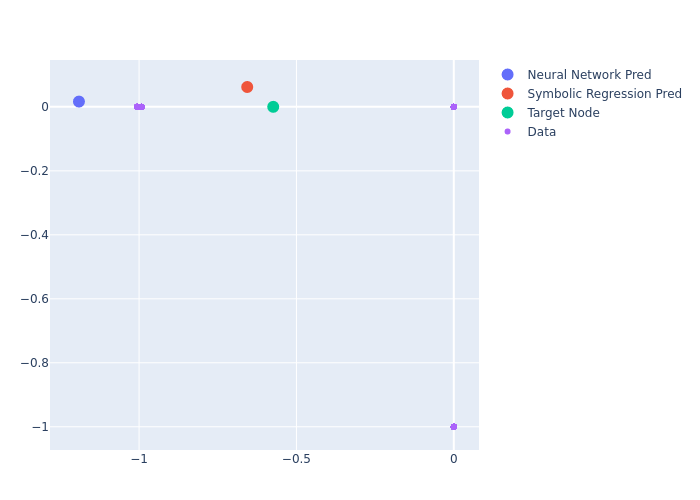 Neural Network Pred
Symbolic Regression Pred
Target Node
Data
0
−0.2
−0.4
−0.6
−0.8
−1
−1
−0.5
0